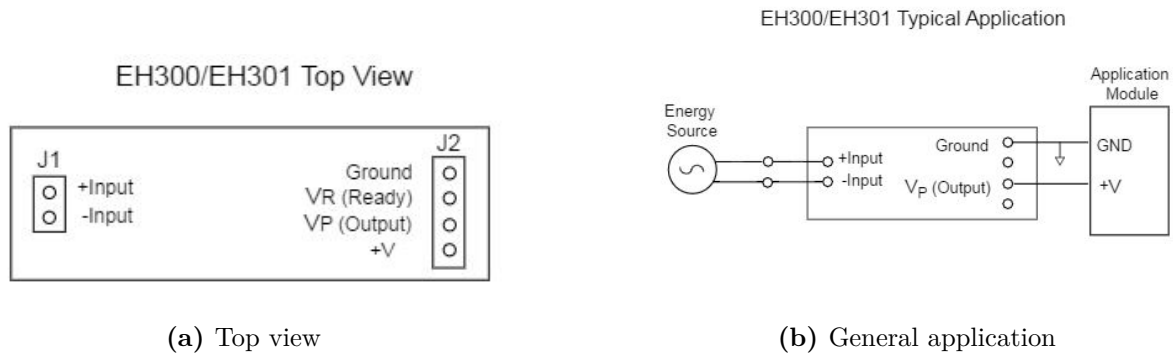 EH300/EH301 Top View
J1
+Input
-Input
J2
Ground
VR (Ready)
VP (Output)
+V
(a) Top view
EH300/EH301 Typical Application
Energy
Source
+Input
-Input
Ground
VP (Output)
Application
Module
GND
+V
(b) General application